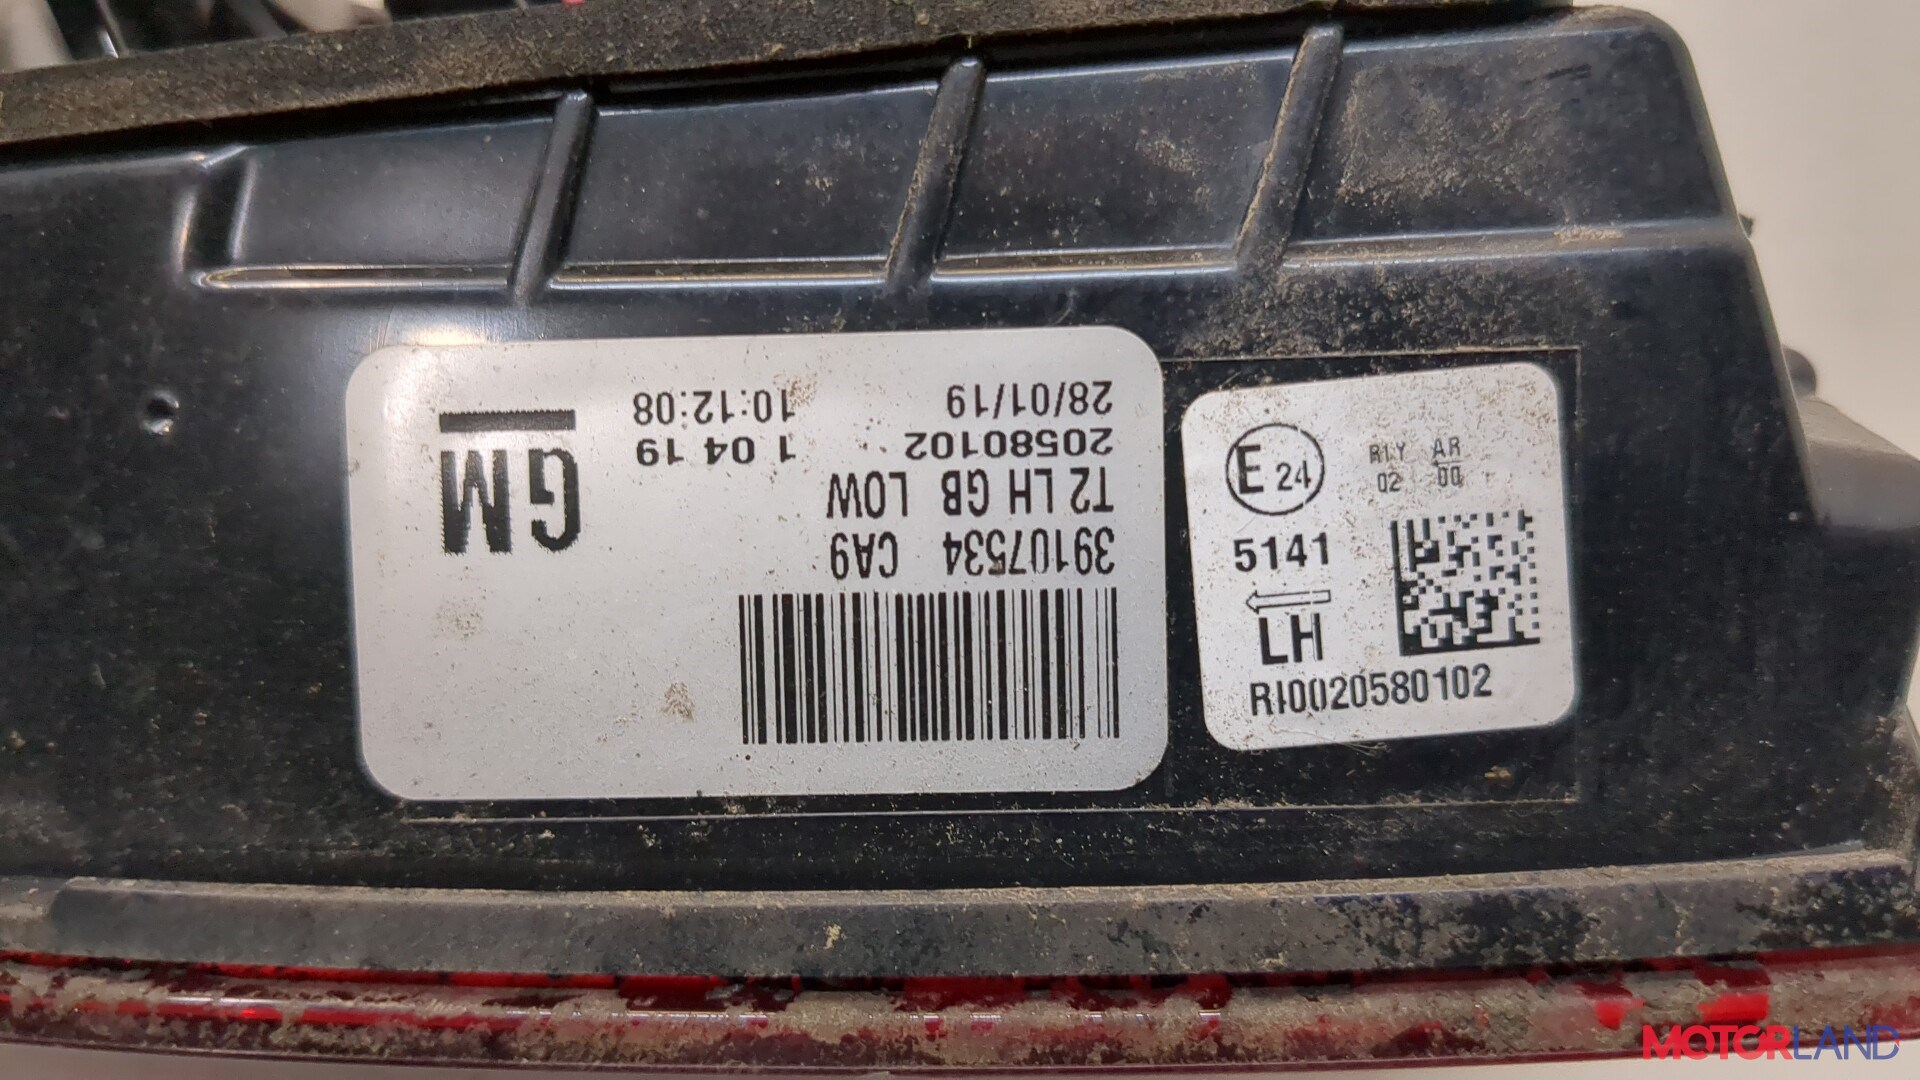 39107534 CA9
T2 LH GB LOW
20580102 1 04 19
28/01/19 10:12:08
GM
E 24
R1.Y AR
02 00
5141
LH
RI0020580102
MOTORLAND